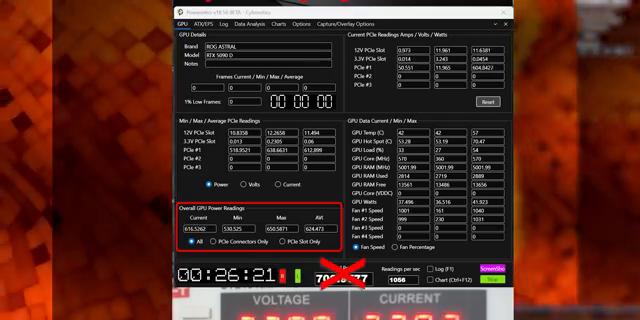 Powenetics v18.56 BETA - Cybenetics
GPU ATX/EPS Log Data Analysis Charts Options Capture/Overlay Options
GPU Details
Brand ROG ASTRAL
Model RTX 5090 D
Notes
Frames Current / Min / Max / Average
0 0 0 0
1% Low Frames: 0 00 00 00
Current PCIe Readings Amps / Volts / Watts
12V PCIe Slot 0.973 11.961 11.6381
3.3V PCIe Slot 0.014 3.243 0.0454
PCIe #1 50.551 11.965 604.8427
PCIe #2 0 0 0
PCIe #3 0 0 0
Reset
Min / Max / Average PCIe Readings
12V PCIe Slot 10.8358 12.2658 11.494
3.3V PCIe Slot 0.013 0.2305 0.06
PCIe #1 518.9521 638.6631 612.899
PCIe #2 0 0 0
PCIe #3 0 0 0
Power Volts Current
GPU Data Current / Min / Max
GPU Temp (C) 42 42 57
GPU Hot Spot (C) 53.28 53.19 70.47
GPU Load (%) 33 27 54
GPU Core (MHz) 570 360 570
GPU RAM (MHz) 5001.99 5001.99 5001.99
GPU RAM Used 2814 2719 2889
GPU RAM Free 13561 13486 13656
GPU Core (VDDC) 0 0 0
GPU Watts 37.496 36.516 41.923
Fan #1 Speed 1001 161 1040
Fan #2 Speed 999 230 1031
Fan #3 Speed 0 0 0
Fan #4 Speed 0 0 0
Fan Speed Fan Percentage
Overall GPU Power Readings
Current Min Max AVt
616.5262 530.525 650.5871 624.473
All PCIe Connectors Only PCIe Slot Only
00:26:21
Readings per sec
1056
Log (F1)
Chart (Ctrl+F12)
ScreenSho
Stop
VOLTAGE CURRENT